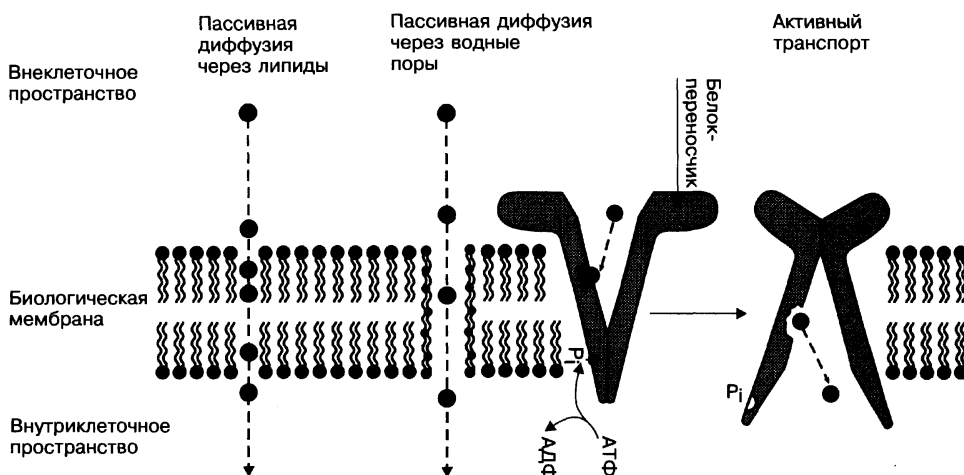 Пассивная
диффузия
через липиды
Пассивная диффузия
через водные
поры
Активный
транспорт
Внеклеточное
пространство
Белок-
переносчик
Биологическая
мембрана
Pi
Pi
Внутриклеточное
пространство
АДФ
АТФ